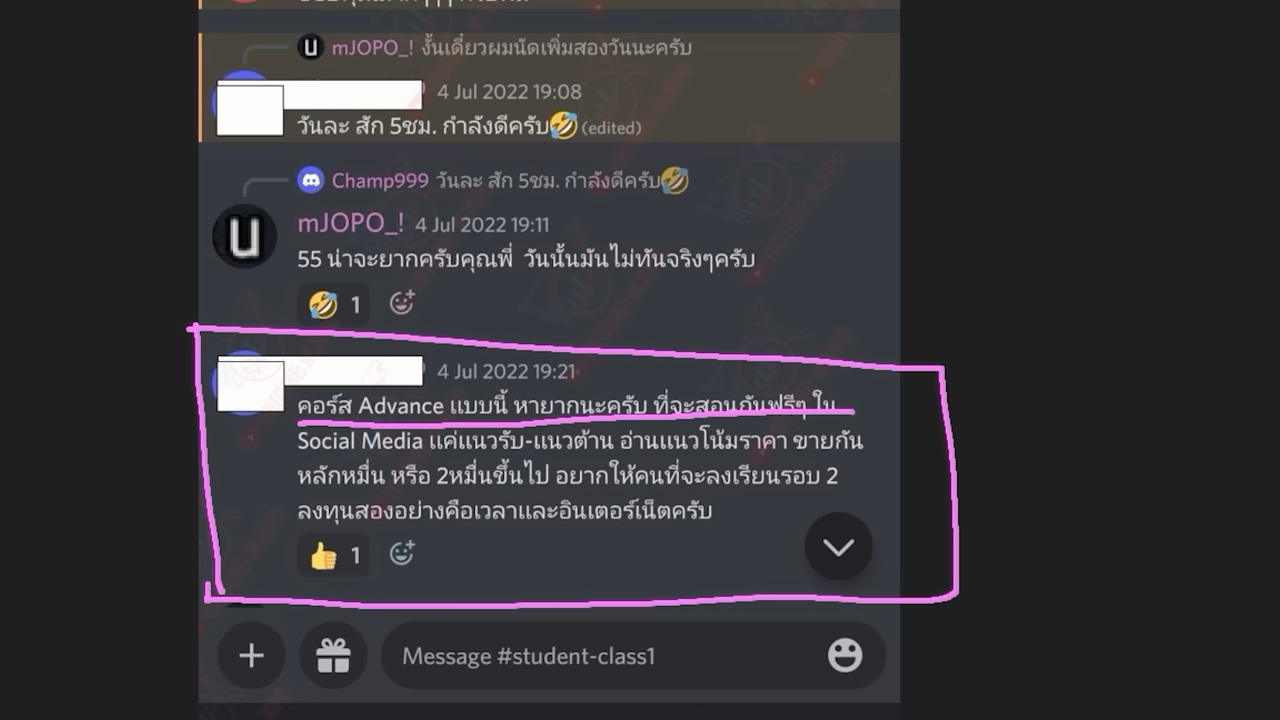 mJOPO_! งั้นเดี๋ยวผมนัดเพิ่มสองวันนะครับ
4 Jul 2022 19:08
วันละ สัก 5ชม. กำลังดีครับ🤣 (edited)
Champ999 วันละ สัก 5ชม. กำลังดีครับ🤣
mJOPO_! 4 Jul 2022 19:11
55 น่าจะยากครับคุณพี่ วันนั้นมันไม่ทันจริงๆครับ
🤣 1
4 Jul 2022 19:21
คอร์ส Advance แบบนี้ หายากนะครับ ที่จะสอนกันฟรีๆ ใน
Social Media แค่แนวรับ-แนวต้าน อ่านแนวโน้มราคา ขายกัน
หลักหมื่น หรือ 2หมื่นขึ้นไป อยากให้คนที่จะลงเรียนรอบ 2
ลงทุนสองอย่างคือเวลาและอินเตอร์เน็ตครับ
👍 1
Message #student-class1